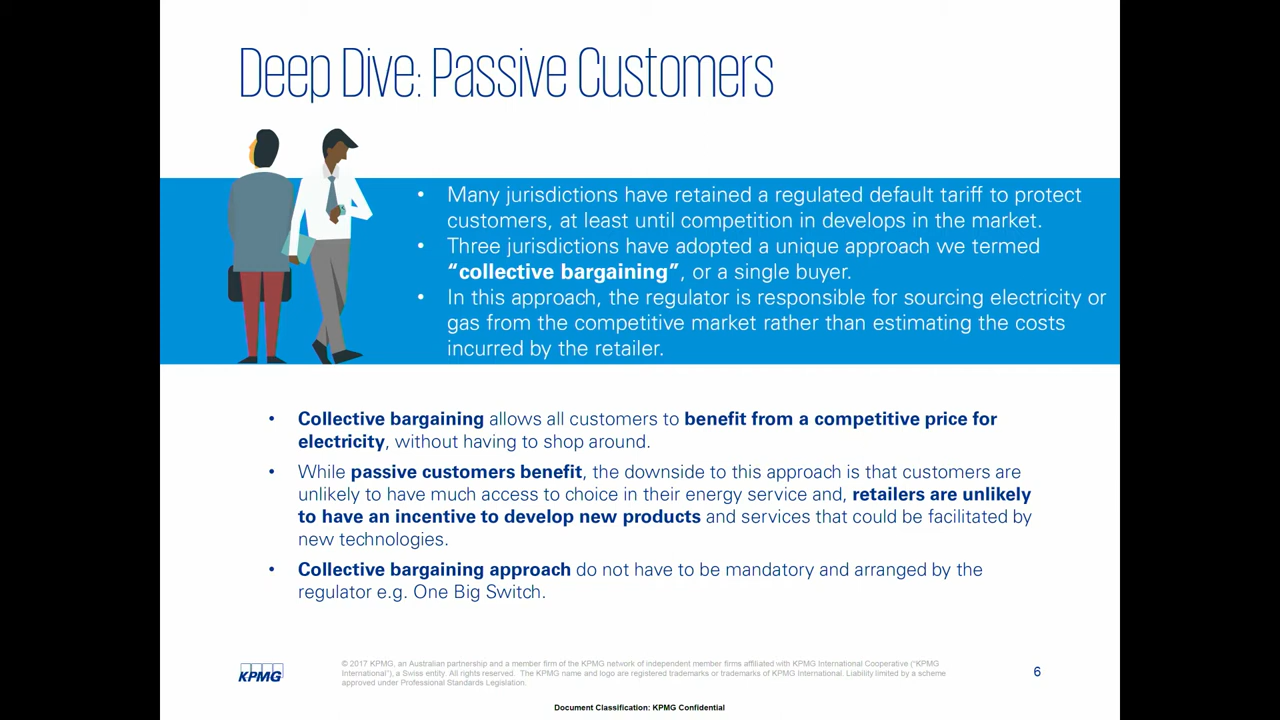 Deep Dive: Passive Customers
• Many jurisdictions have retained a regulated default tariff to protect
customers, at least until competition in develops in the market.
• Three jurisdictions have adopted a unique approach we termed
“collective bargaining”, or a single buyer.
• In this approach, the regulator is responsible for sourcing electricity or
gas from the competitive market rather than estimating the costs
incurred by the retailer.
• Collective bargaining allows all customers to benefit from a competitive price for
electricity, without having to shop around.
• While passive customers benefit, the downside to this approach is that customers are
unlikely to have much access to choice in their energy service and, retailers are unlikely
to have an incentive to develop new products and services that could be facilitated by
new technologies.
• Collective bargaining approach do not have to be mandatory and arranged by the
regulator e.g. One Big Switch.
KPMG
© 2017 KPMG, an Australian partnership and a member firm of the KPMG network of independent member firms affiliated with KPMG International Cooperative (“KPMG
International”), a Swiss entity. All rights reserved. The KPMG name and logo are registered trademarks or trademarks of KPMG International. Liability limited by a scheme
approved under Professional Standards Legislation.
6
Document Classification: KPMG Confidential